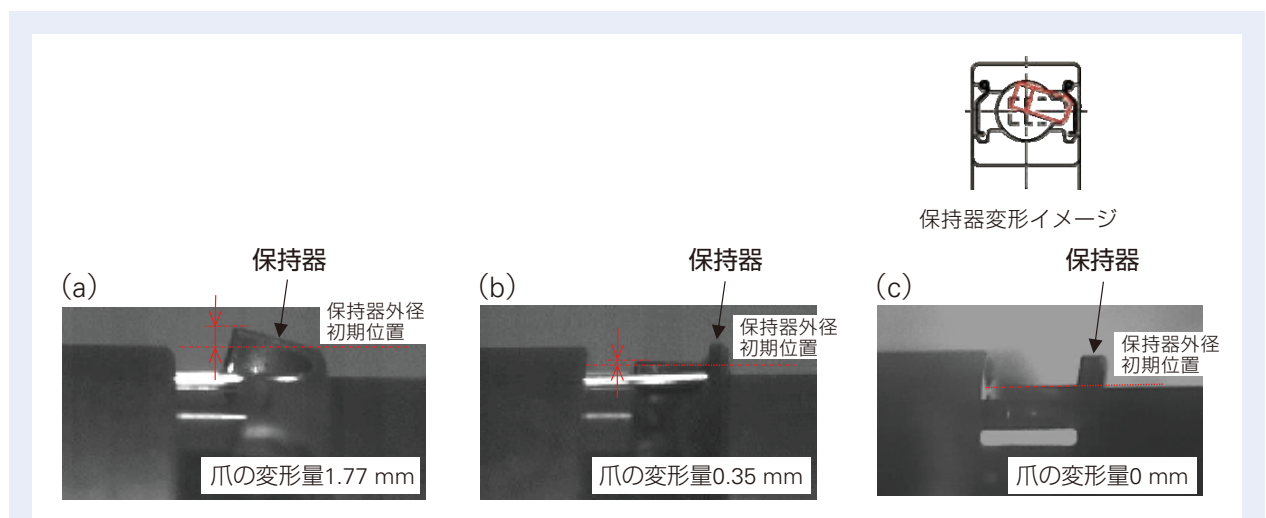 保持器変形イメージ
(a)
保持器
保持器外径
初期位置
爪の変形量1.77 mm
(b)
保持器
保持器外径
初期位置
爪の変形量0.35 mm
(c)
保持器
保持器外径
初期位置
爪の変形量0 mm